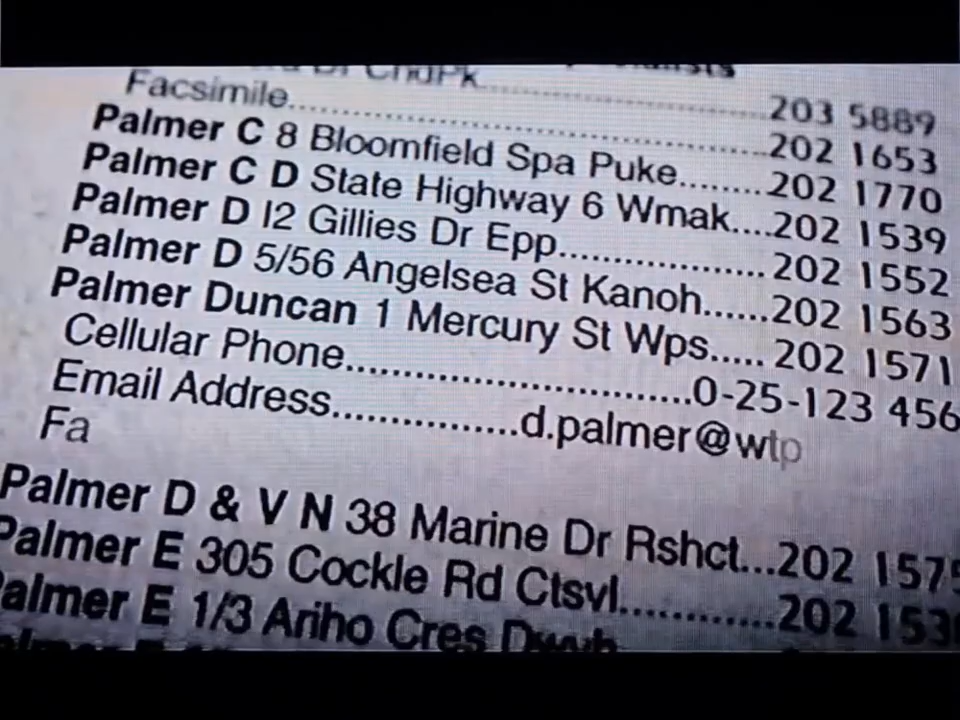 Dr ChdPk..............................203 5889
Facsimile........................................202 1653
Palmer C 8 Bloomfield Spa Puke........202 1770
Palmer C D State Highway 6 Wmak....202 1539
Palmer D 12 Gillies Dr Epp....................202 1552
Palmer D 5/56 Angelsea St Kanoh......202 1563
Palmer Duncan 1 Mercury St Wps.....202 1571
Cellular Phone.................................0-25-123 456
Email Address..................d.palmer@wtp
Fa
Palmer D & V N 38 Marine Dr Rshct...202 1575
Palmer E 305 Cockle Rd Ctsvl.............202 153
Palmer E 1/3 Ariho Cres